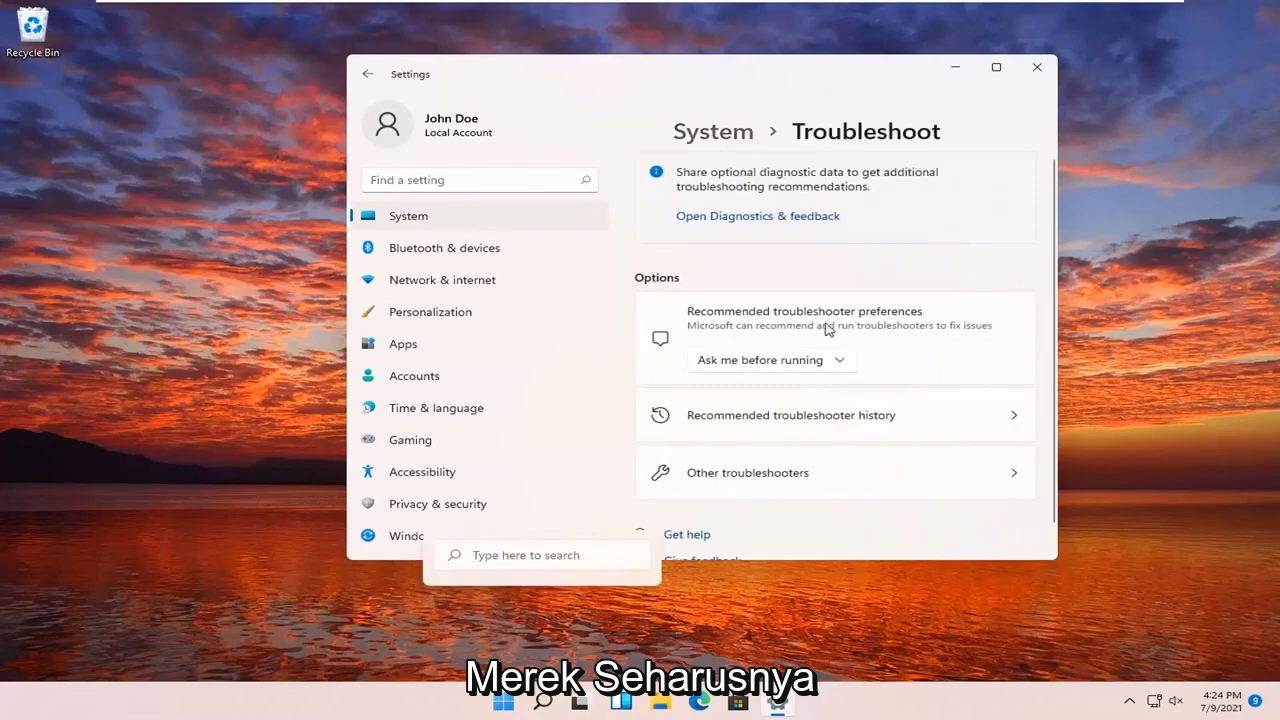 Recycle Bin
Settings
John Doe
Local Account
Find a setting
System
Bluetooth & devices
Network & internet
Personalization
Apps
Accounts
Time & language
Gaming
Accessibility
Privacy & security
System > Troubleshoot
Share optional diagnostic data to get additional
troubleshooting recommendations.
Open Diagnostics & feedback
Options
Recommended troubleshooter preferences
Microsoft can recommend and run troubleshooters to fix issues
Ask me before running
Recommended troubleshooter history
Other troubleshooters
Get help
Give feedback
Type here to search
Merek Seharusnya
4:24 PM
7/9/2021
9